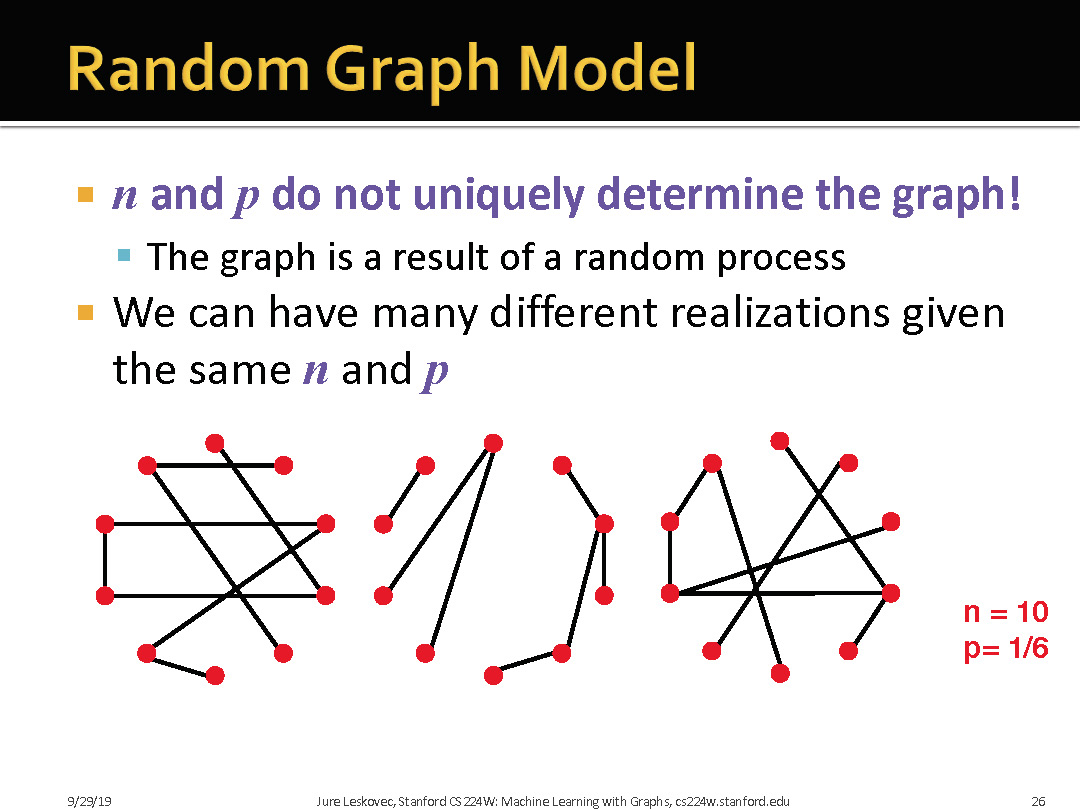 Random Graph Model
n and p do not uniquely determine the graph!
The graph is a result of a random process
We can have many different realizations given
the same n and p
n = 10
p= 1/6
9/29/19
Jure Leskovec, Stanford CS224W: Machine Learning with Graphs, cs224w.stanford.edu
26